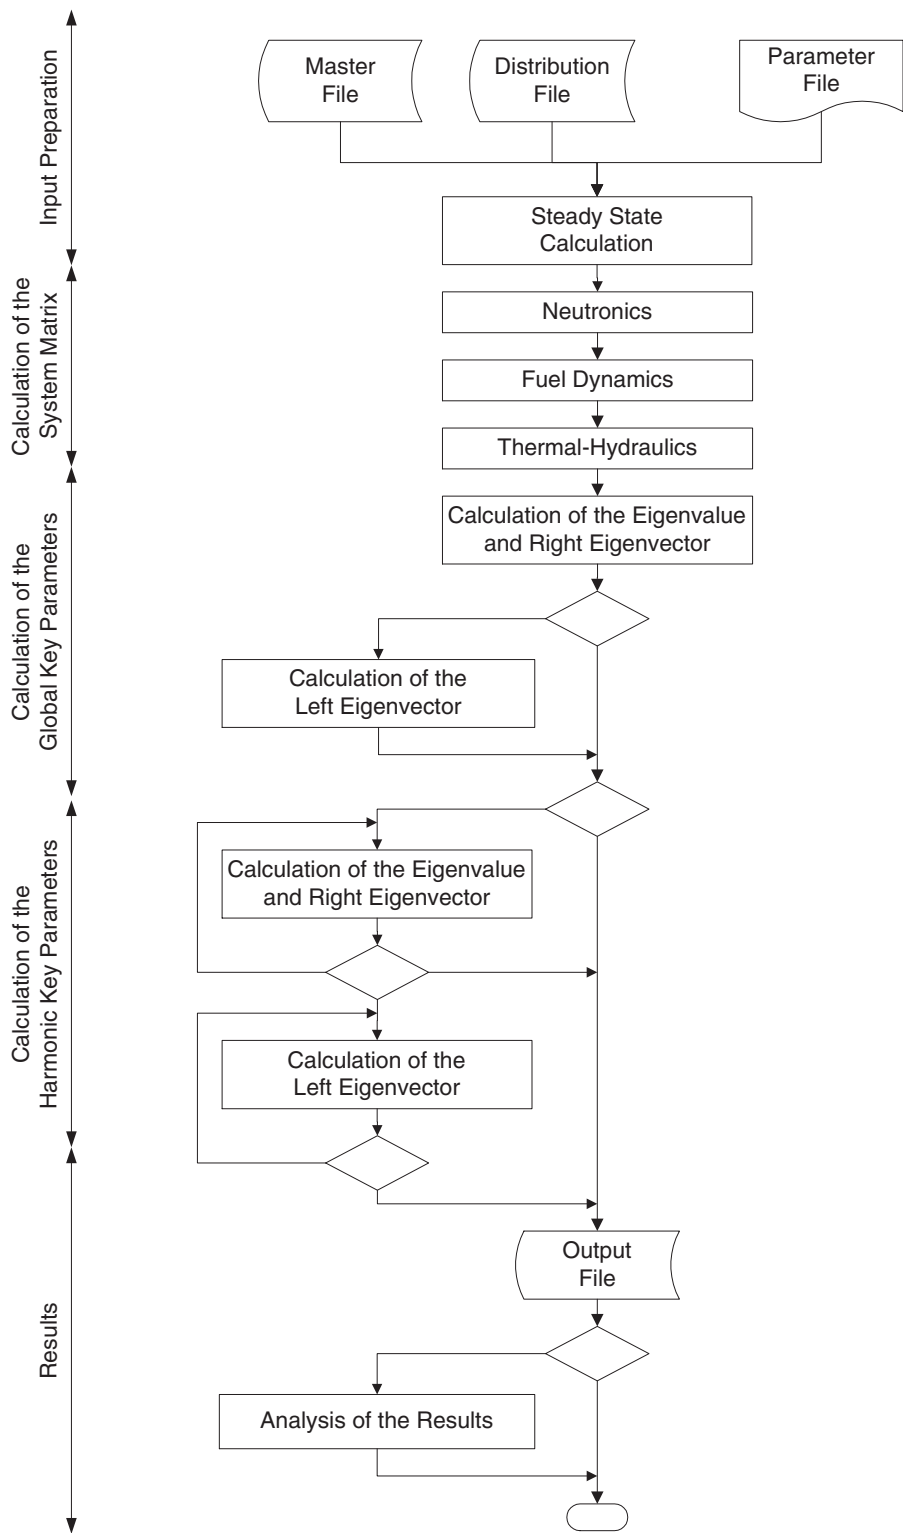 Input Preparation
Master
File
Distribution
File
Parameter
File
Steady State
Calculation
Calculation of the
System Matrix
Neutronics
Fuel Dynamics
Thermal-Hydraulics
Calculation of the
Global Key Parameters
Calculation of the Eigenvalue
and Right Eigenvector
Calculation of the
Left Eigenvector
Calculation of the
Harmonic Key Parameters
Calculation of the Eigenvalue
and Right Eigenvector
Calculation of the
Left Eigenvector
Results
Output
File
Analysis of the Results